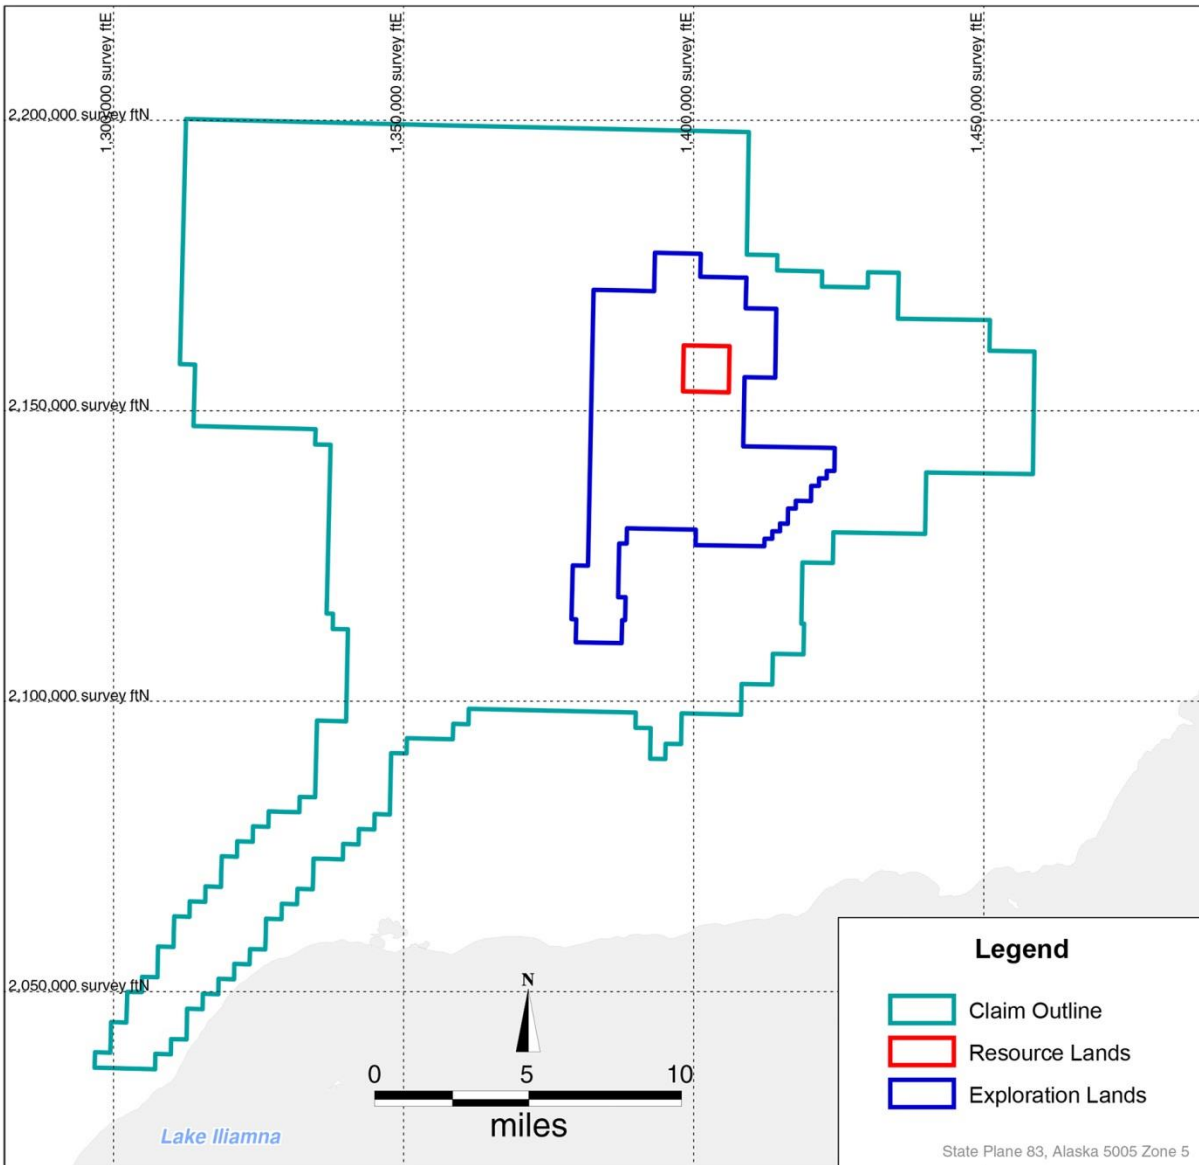 1,300,000 survey ftE
1,350,000 survey ftE
1,400,000 survey ftE
1,450,000 survey ftE
2,200,000 survey ftN
2,150,000 survey ftN
2,100,000 survey ftN
2,050,000 survey ftN
N
0 5 10
miles
Lake Iliamna
Legend
Claim Outline
Resource Lands
Exploration Lands
State Plane 83, Alaska 5005 Zone 5